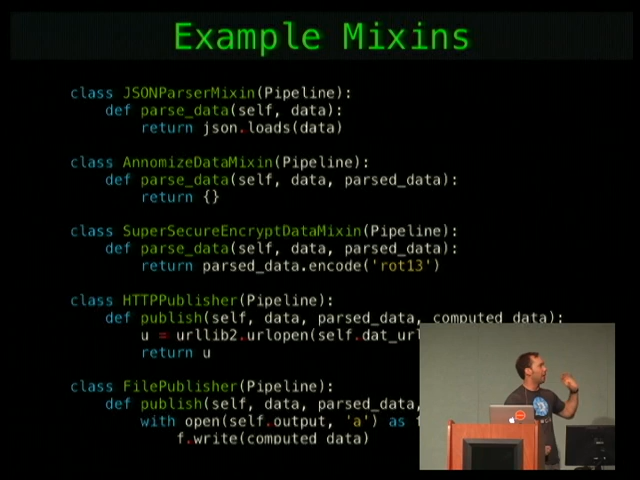 Example Mixins
class JSONParserMixin(Pipeline):
def parse_data(self, data):
return json.loads(data)
class AnnomizeDataMixin(Pipeline):
def parse_data(self, data, parsed_data):
return {}
class SuperSecureEncryptDataMixin(Pipeline):
def parse_data(self, data, parsed_data):
return parsed_data.encode('rot13')
class HTTPPublisher(Pipeline):
def publish(self, data, parsed_data, computed_data):
u = urllib2.urlopen(self.dat_url
return u
class FilePublisher(Pipeline):
def publish(self, data, parsed_data,
with open(self.output, 'a') as f
f.write(computed_data)